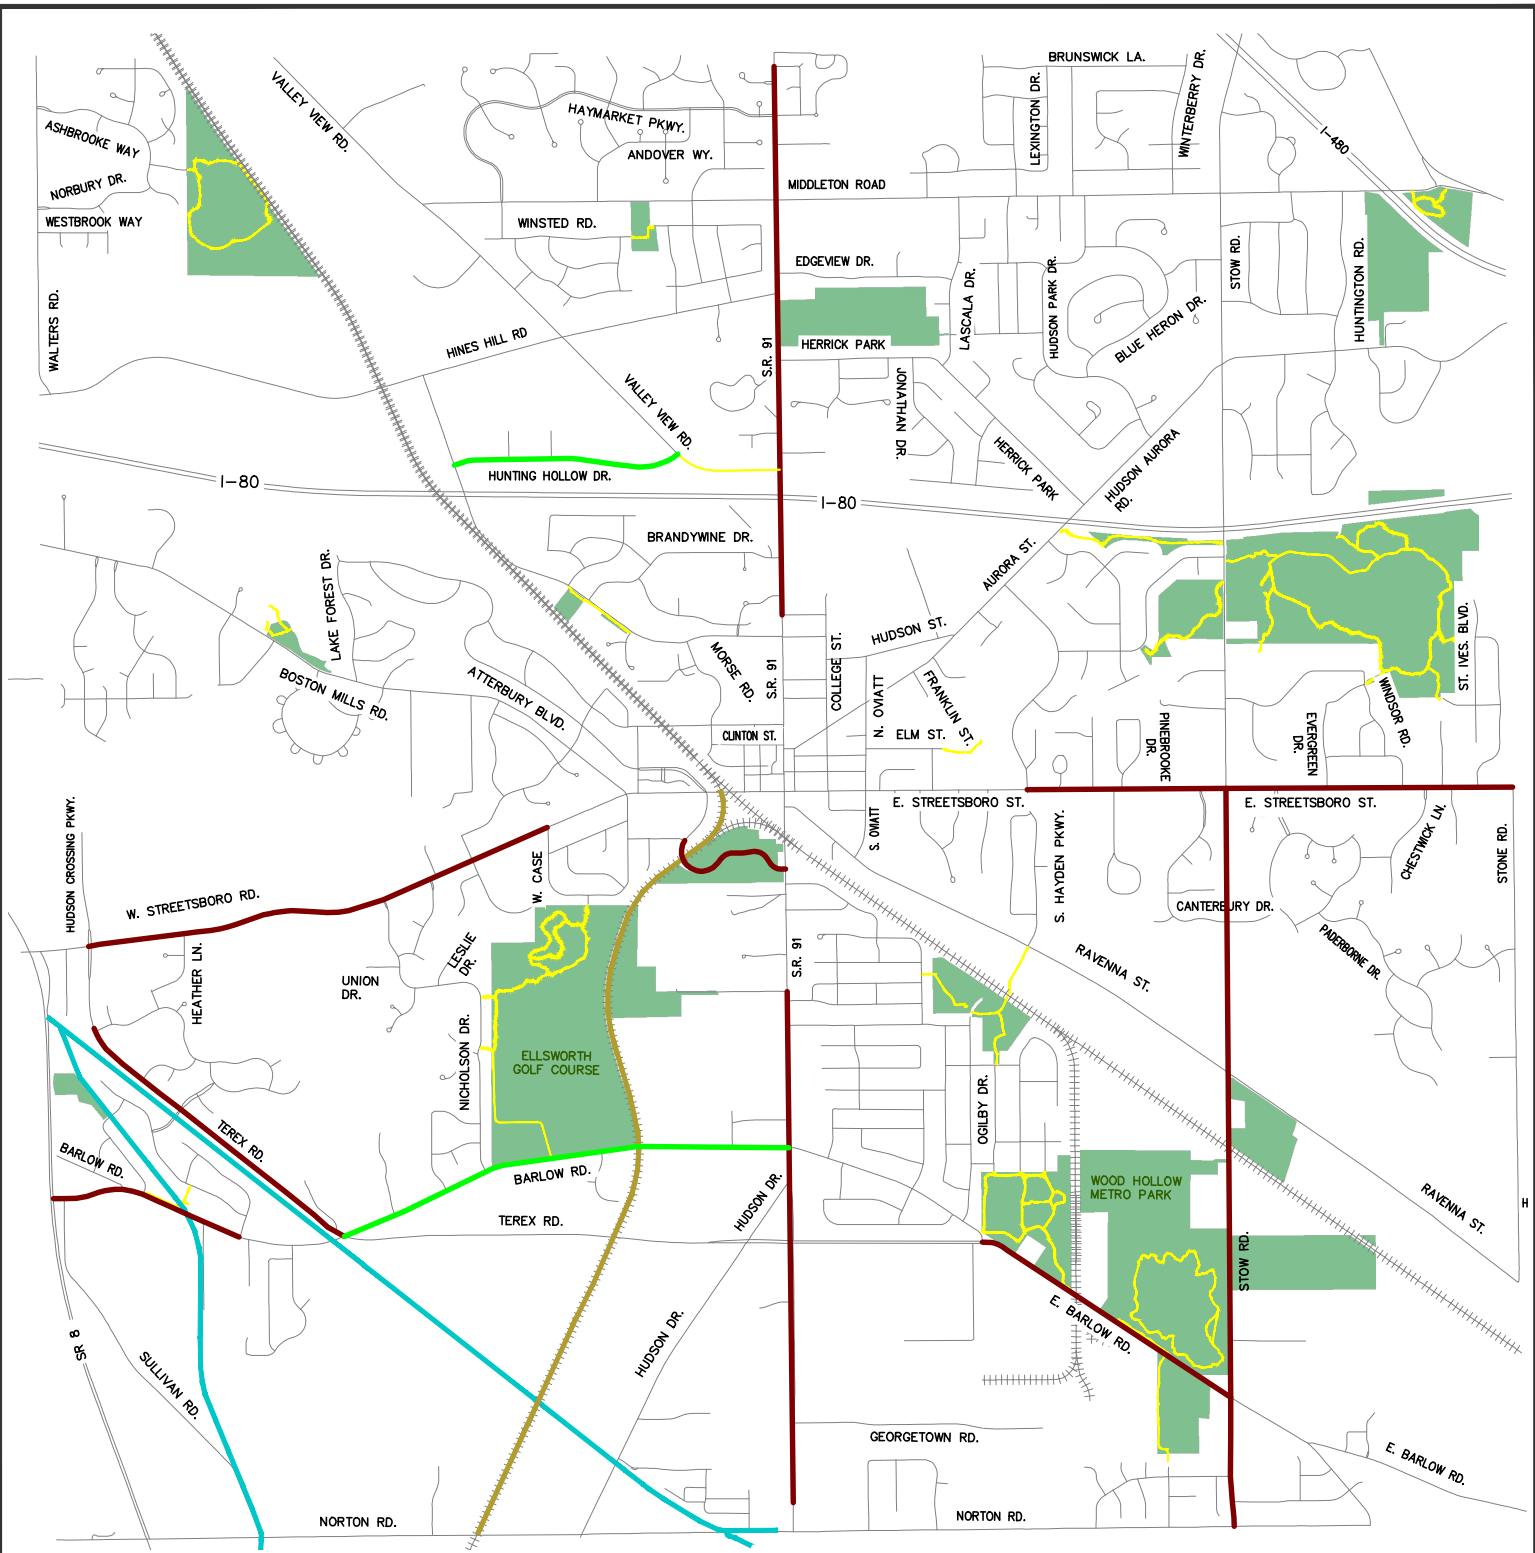 BRUNSWICK LA.
VALLEY VIEW RD.
HAYMARKET PKWY.
LEXINGTON DR.
WINTERBERRY DR.
I-480
ASHBROOKE WAY
ANDOVER WY.
NORBURY DR.
MIDDLETON ROAD
WESTBROOK WAY
WINSTED RD.
EDGEVIEW DR.
LASCALA DR.
HUDSON PARK DR.
STOW RD.
HUNTINGTON RD.
WALTERS RD.
HINES HILL RD
S.R. 91
HERRICK PARK
BLUE HERON DR.
VALLEY VIEW RD.
JONATHAN DR.
HERRICK PARK
HUDSON AURORA
RD.
I-80
HUNTING HOLLOW DR.
I-80
BRANDYWINE DR.
AURORA ST.
LAKE FOREST DR.
HUDSON ST.
ST. IVES. BLVD.
BOSTON MILLS RD.
ATTERBURY BLVD.
MORSE RD.
S.R. 91
COLLEGE ST.
N. OVIATT
FRANKLIN ST.
WINDSOR RD.
CLINTON ST.
ELM ST.
PINEBROOKE
DR.
EVERGREEN
DR.
HUDSON CROSSING PKWY.
E. STREETSBORO ST.
E. STREETSBORO ST.
S. OVIATT
S. HAYDEN PKWY.
CHESTWICK LN.
STONE RD.
W. STREETSBORO RD.
W. CASE
CANTERBURY DR.
HEATHER LN.
UNION
DR.
LESLIE
DR.
S.R. 91
RAVENNA ST.
PADERBORNE DR.
NICHOLSON DR.
ELLSWORTH
GOLF COURSE
OGILBY DR.
TEREX RD.
BARLOW RD.
BARLOW RD.
WOOD HOLLOW
METRO PARK
RAVENNA ST.
H
TEREX RD.
HUDSON DR.
STOW RD.
E. BARLOW RD.
SR 8
SULLIVAN RD.
HUDSON DR.
GEORGETOWN RD.
E. BARLOW RD.
NORTON RD.
NORTON RD.